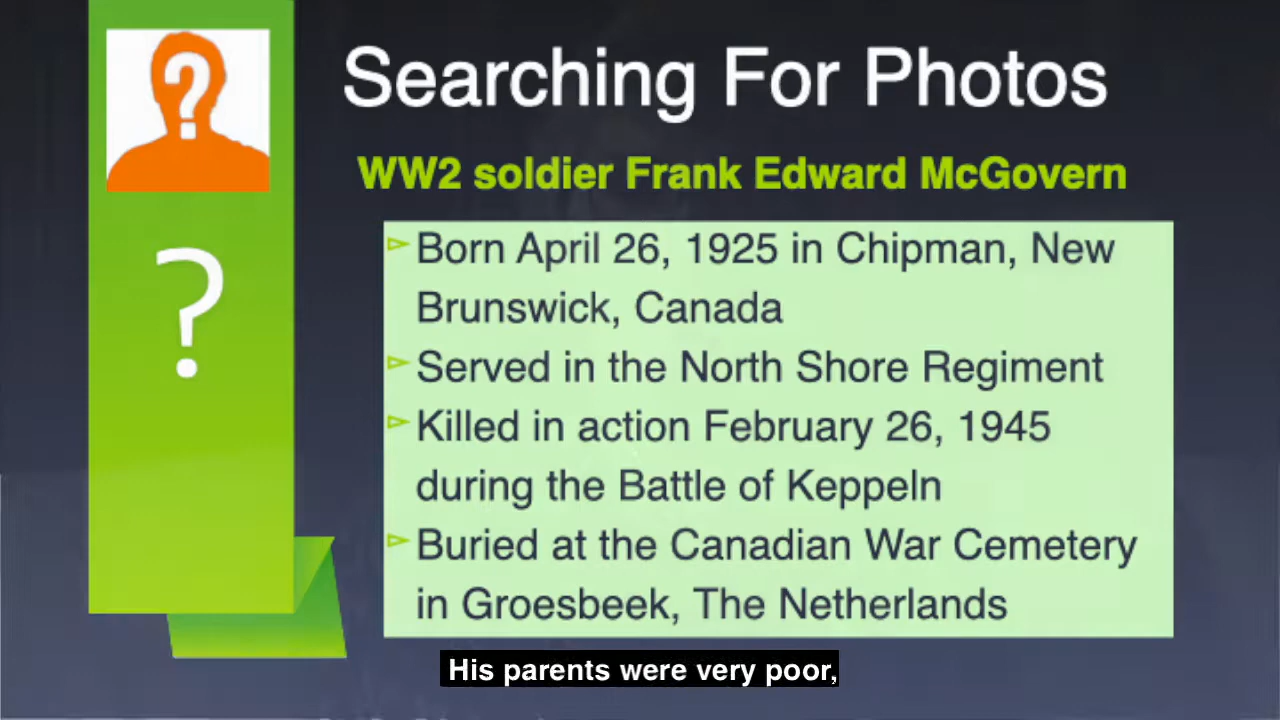 ?
Searching For Photos
WW2 soldier Frank Edward McGovern
?
Born April 26, 1925 in Chipman, New
Brunswick, Canada
Served in the North Shore Regiment
Killed in action February 26, 1945
during the Battle of Keppeln
Buried at the Canadian War Cemetery
in Groesbeek, The Netherlands
His parents were very poor,